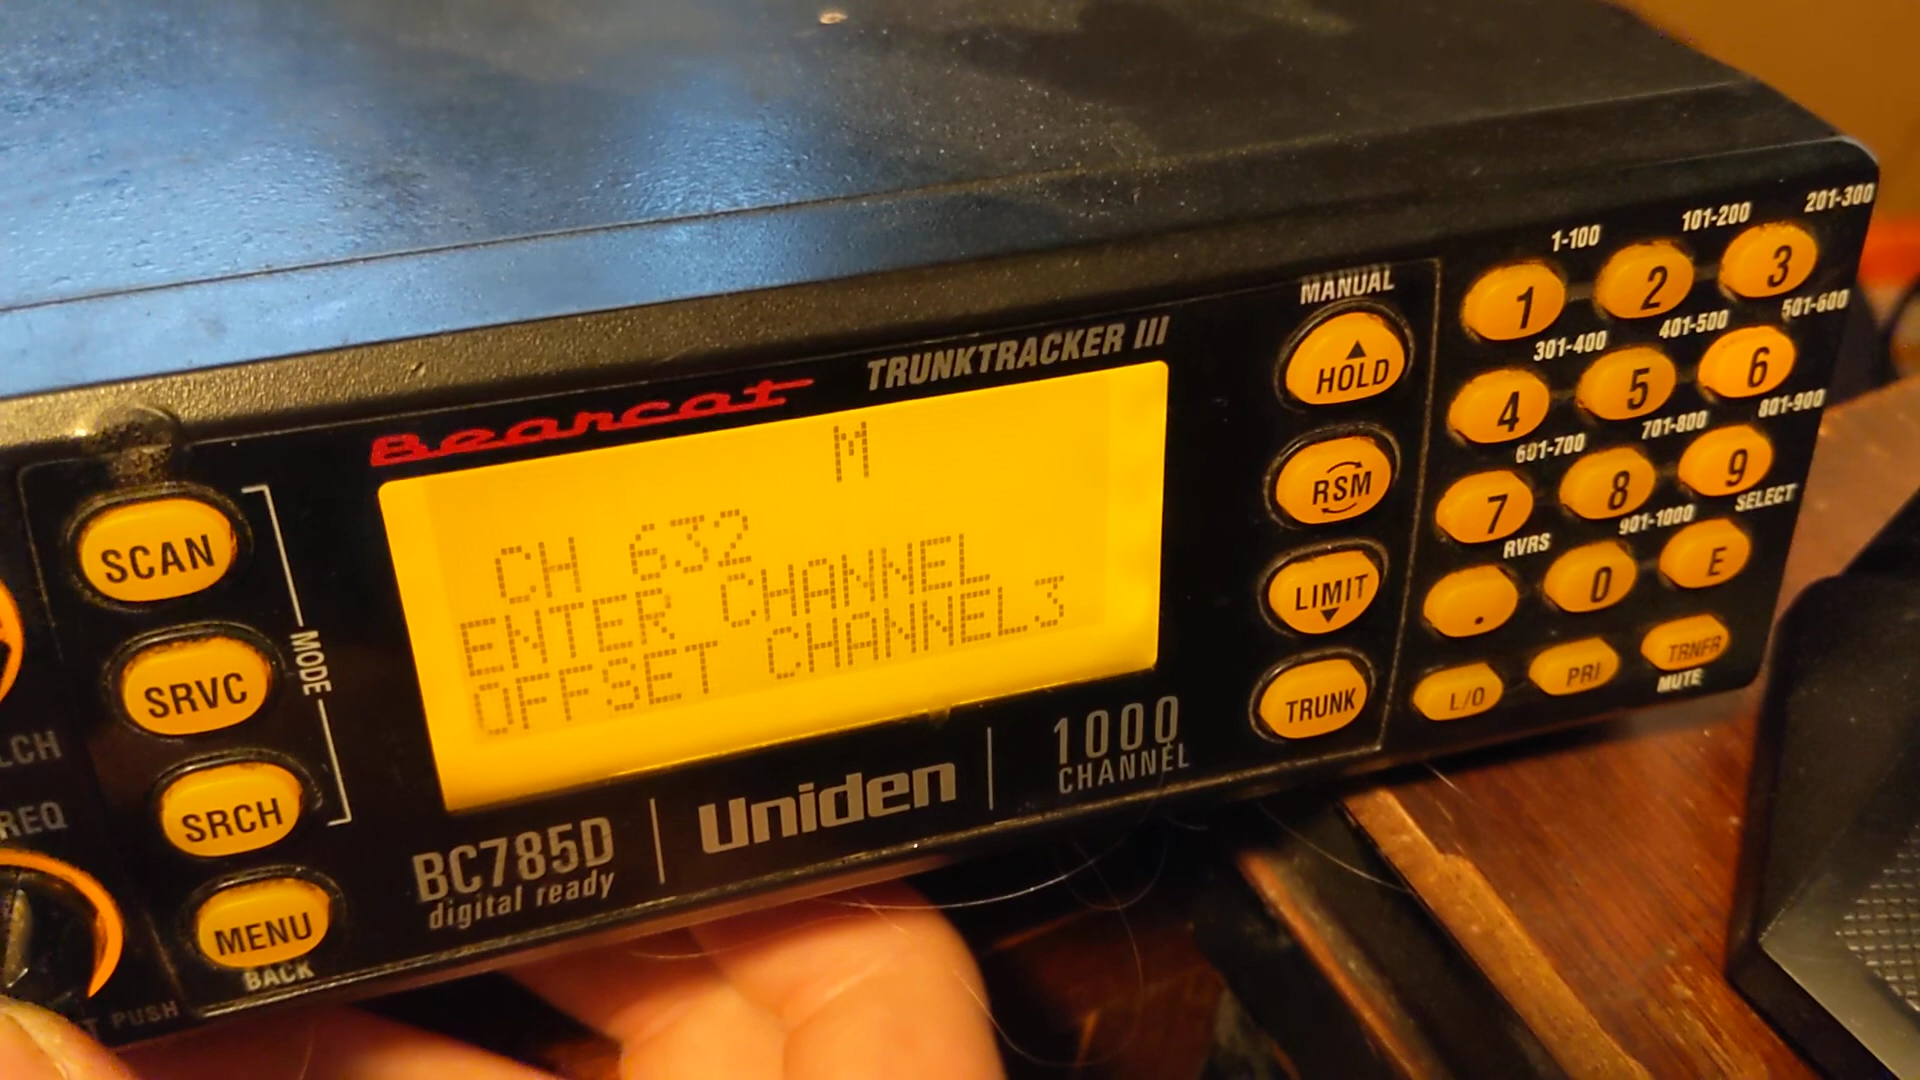 201-300
101-200
1-100
1 2 3
MANUAL
HOLD
501-600
401-500
301-400
4 5 6
TRUNKTRACKER III
Bearcat
M
CH 632
ENTER CHANNEL
OFFSET CHANNEL3
SCAN
SRVC
SRCH
MODE
MENU
BACK
RSM
LIMIT
TRUNK
801-900
701-800
601-700
7 8 9
SELECT
901-1000
RVRS
. 0 E
L/O PRI TRNFR
MUTE
BC785D
digital ready
Uniden
1000
CHANNEL
LCH
REQ
T PUSH